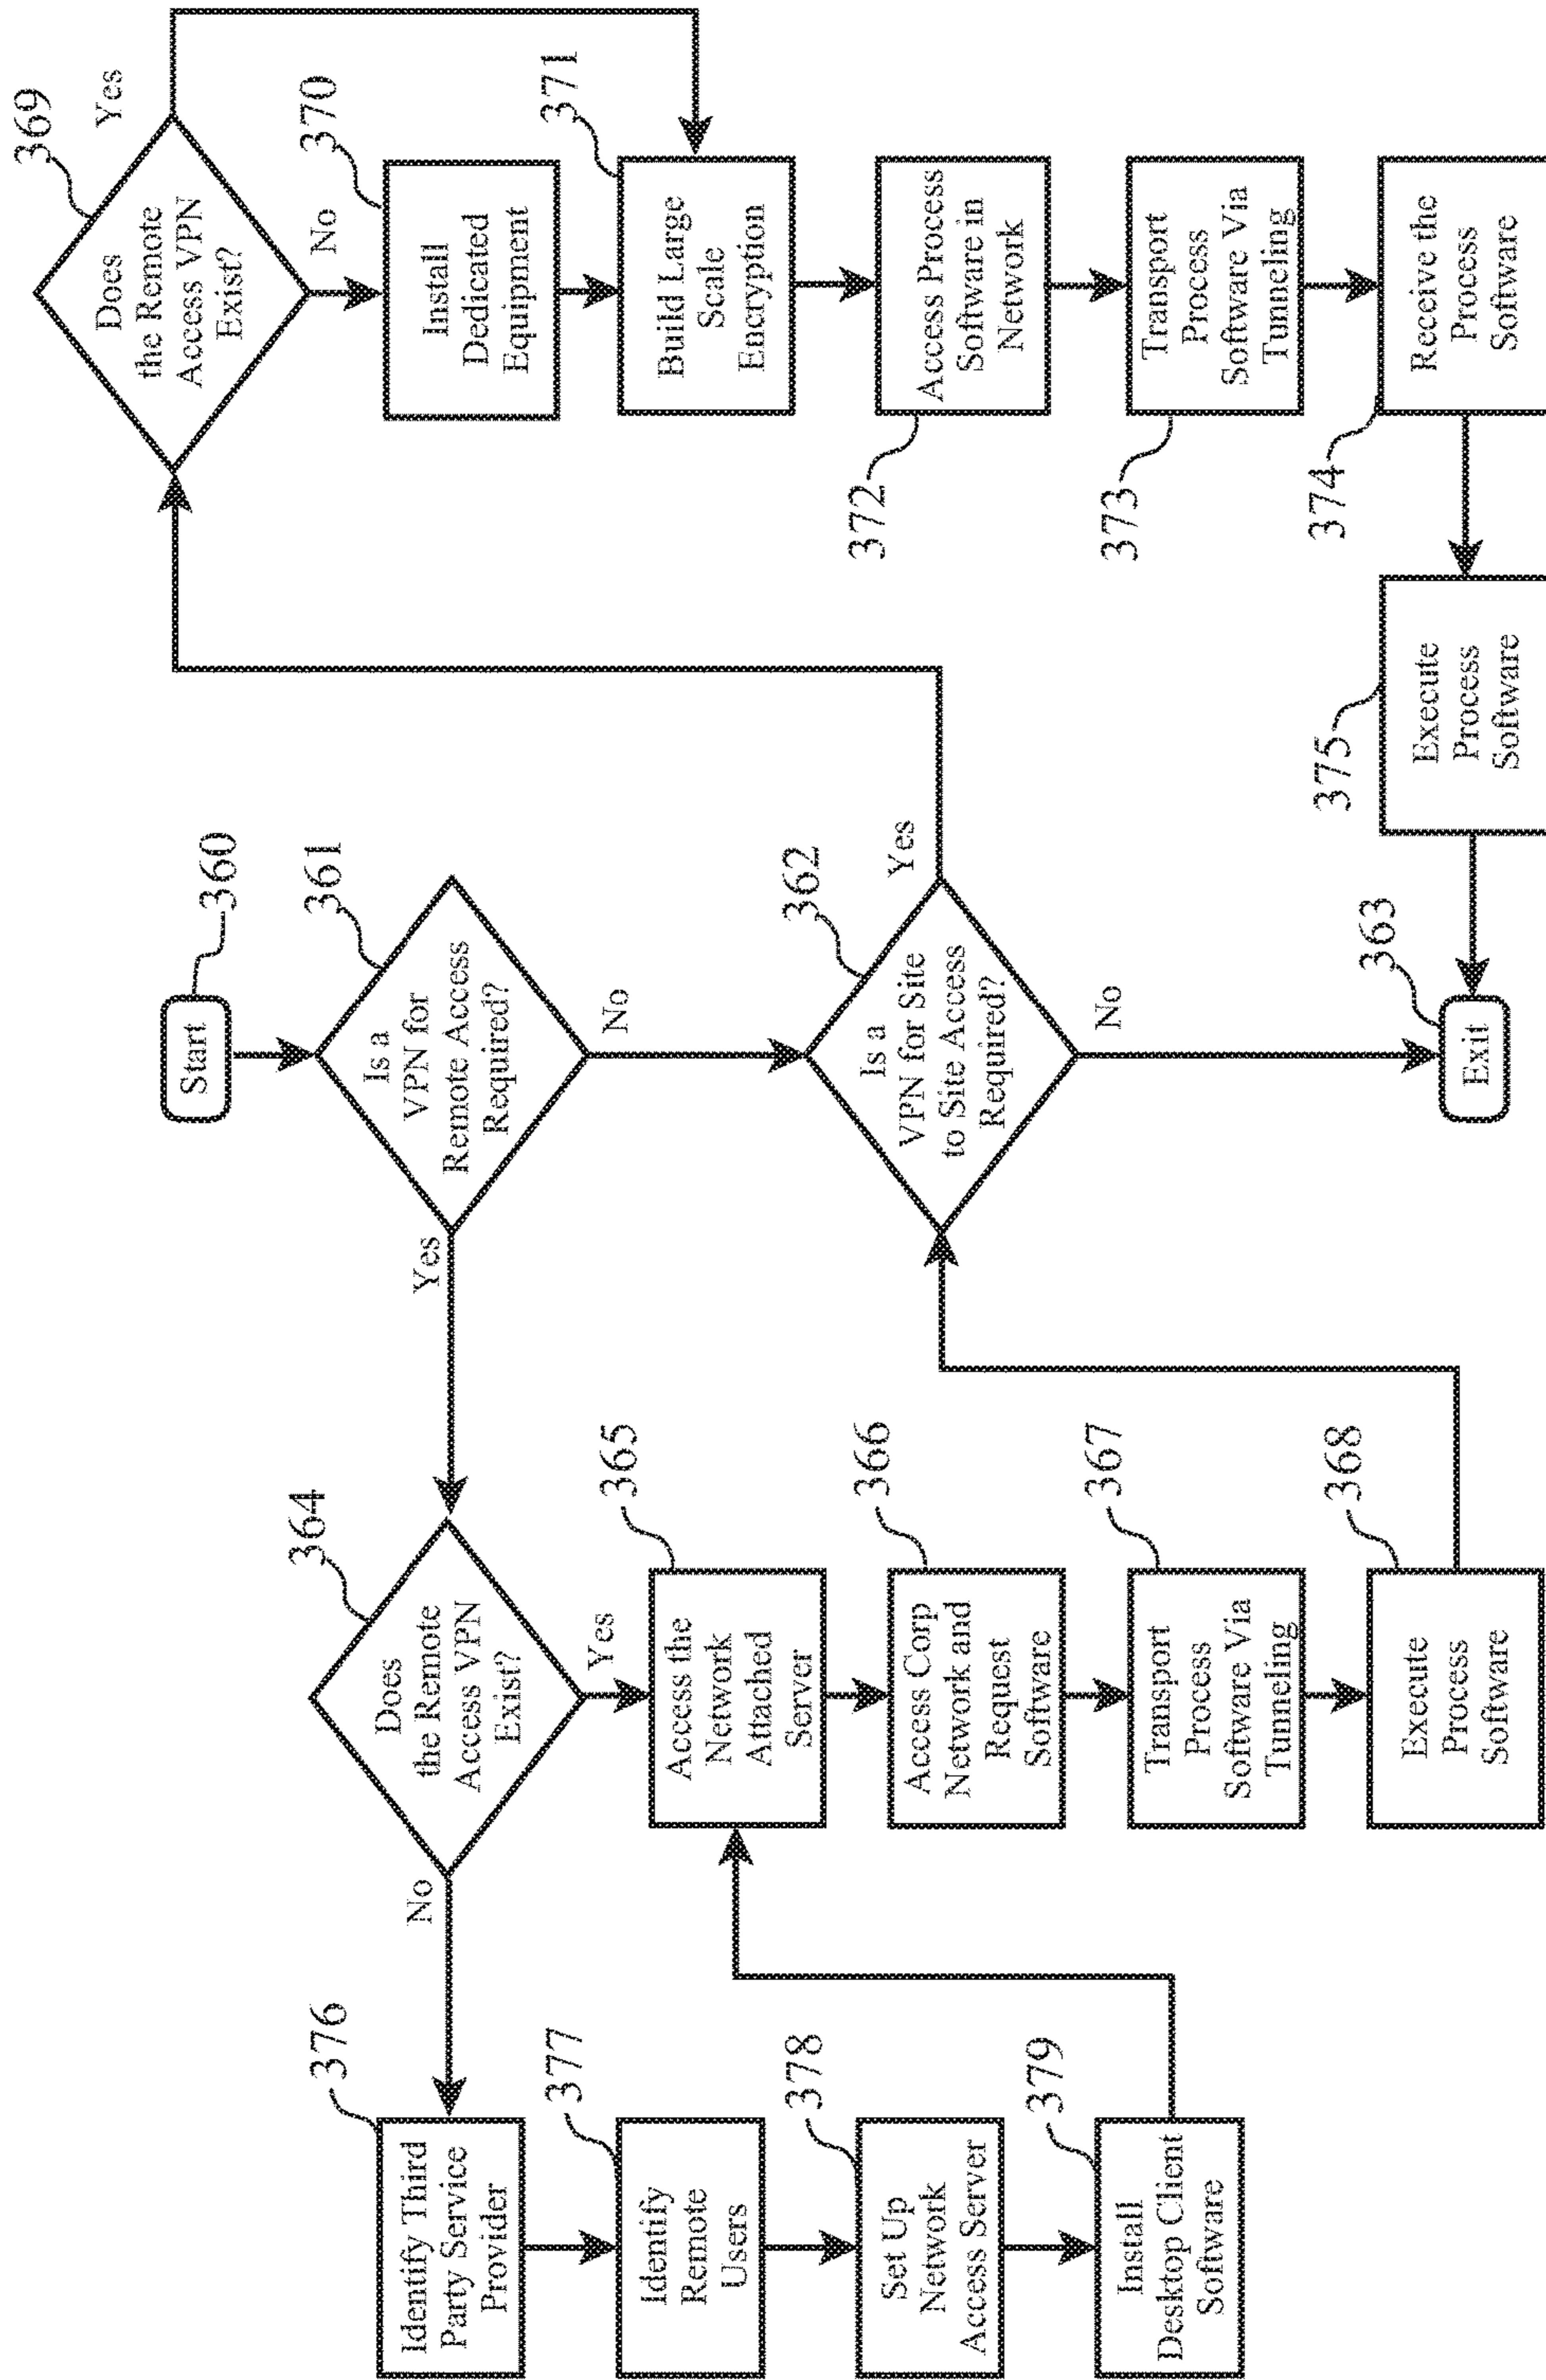 360
Start
361
Is a
VPN for
Remote Access
Required?
Yes
No
362
Is a
VPN for Site
to Site Access
Required?
Yes
No
363
Exit
364
Does
the Remote
Access VPN
Exist?
No
Yes
365
Access the
Network
Attached
Server
366
Access Corp
Network and
Request
Software
367
Transport
Process
Software Via
Tunneling
368
Execute
Process
Software
369
Does
the Remote
Access VPN
Exist?
Yes
No
370
Install
Dedicated
Equipment
371
Build Large
Scale
Encryption
372
Access Process
Software in
Network
373
Transport
Process
Software Via
Tunneling
374
Receive the
Process
Software
375
Execute
Process
Software
376
Identify Third
Party Service
Provider
377
Identify
Remote
Users
378
Set Up
Network
Access Server
379
Install
Desktop Client
Software